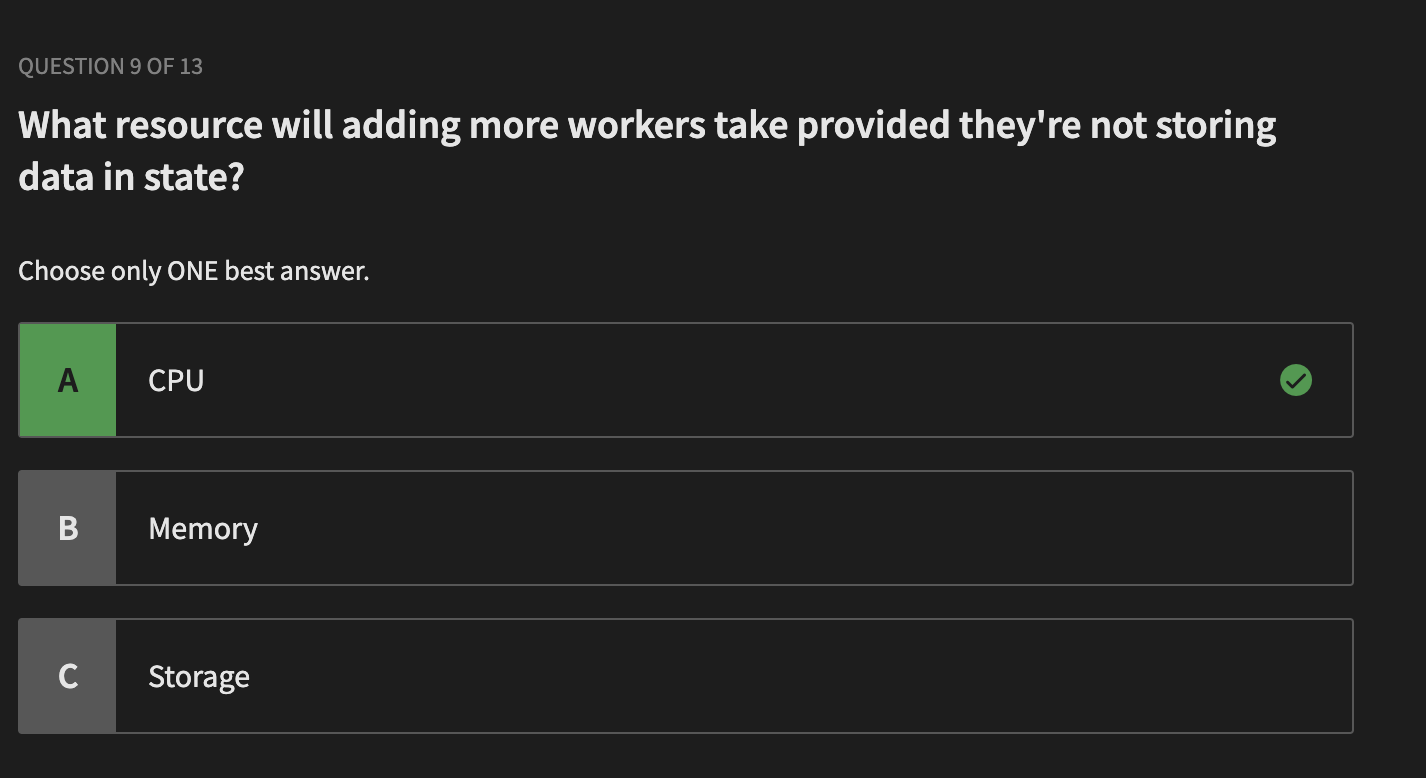 QUESTION 9 OF 13
What resource will adding more workers take provided they're not storing
data in state?
Choose only ONE best answer.
A CPU
B Memory
C Storage